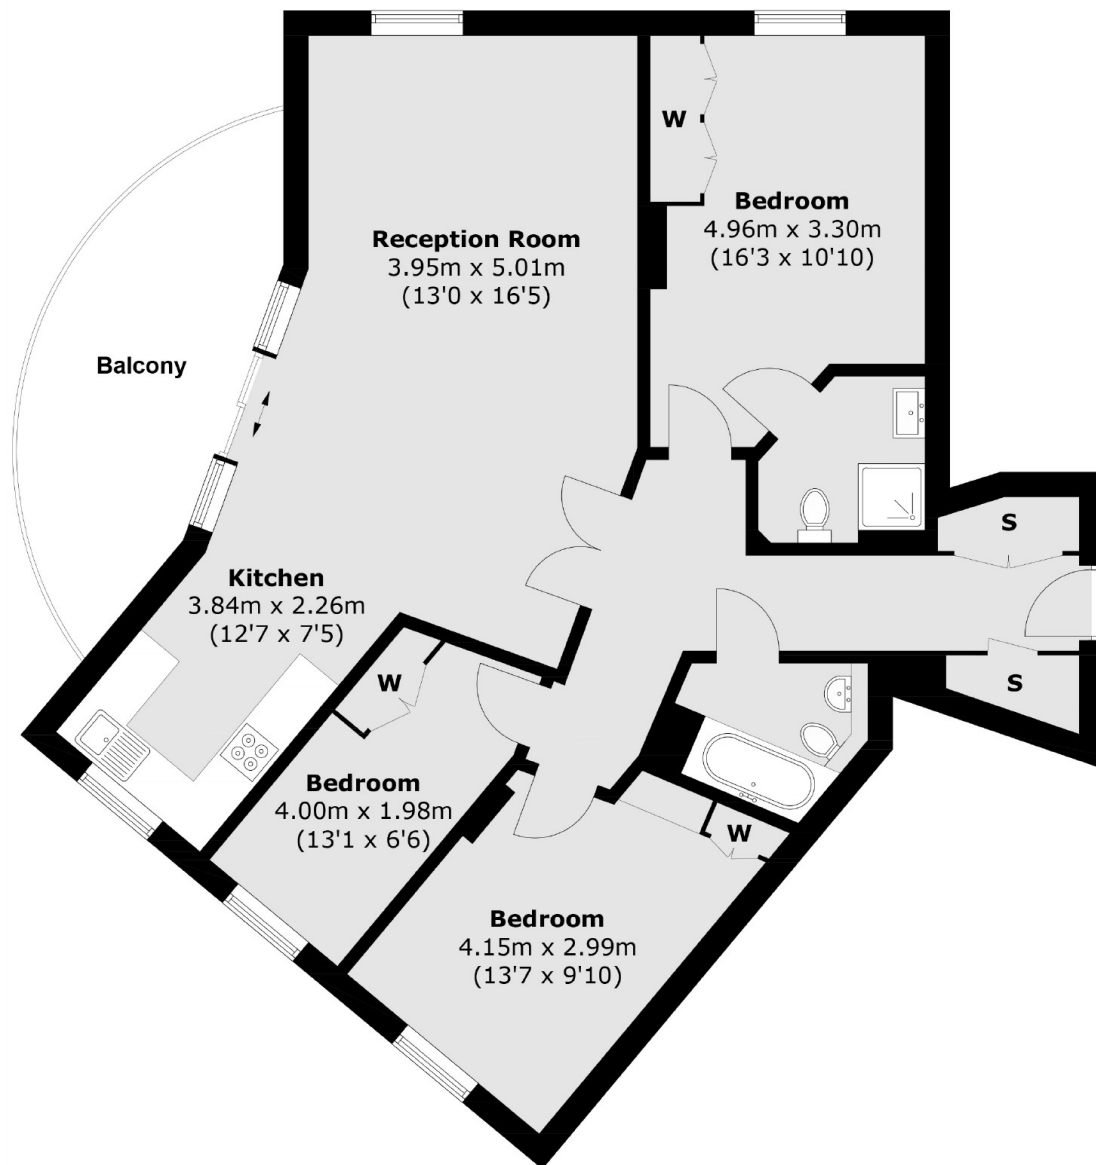 W
Bedroom
4.96m x 3.30m
(16'3 x 10'10)
Reception Room
3.95m x 5.01m
(13'0 x 16'5)
Balcony
S
Kitchen
3.84m x 2.26m
(12'7 x 7'5)
W
S
Bedroom
4.00m x 1.98m
(13'1 x 6'6)
W
Bedroom
4.15m x 2.99m
(13'7 x 9'10)